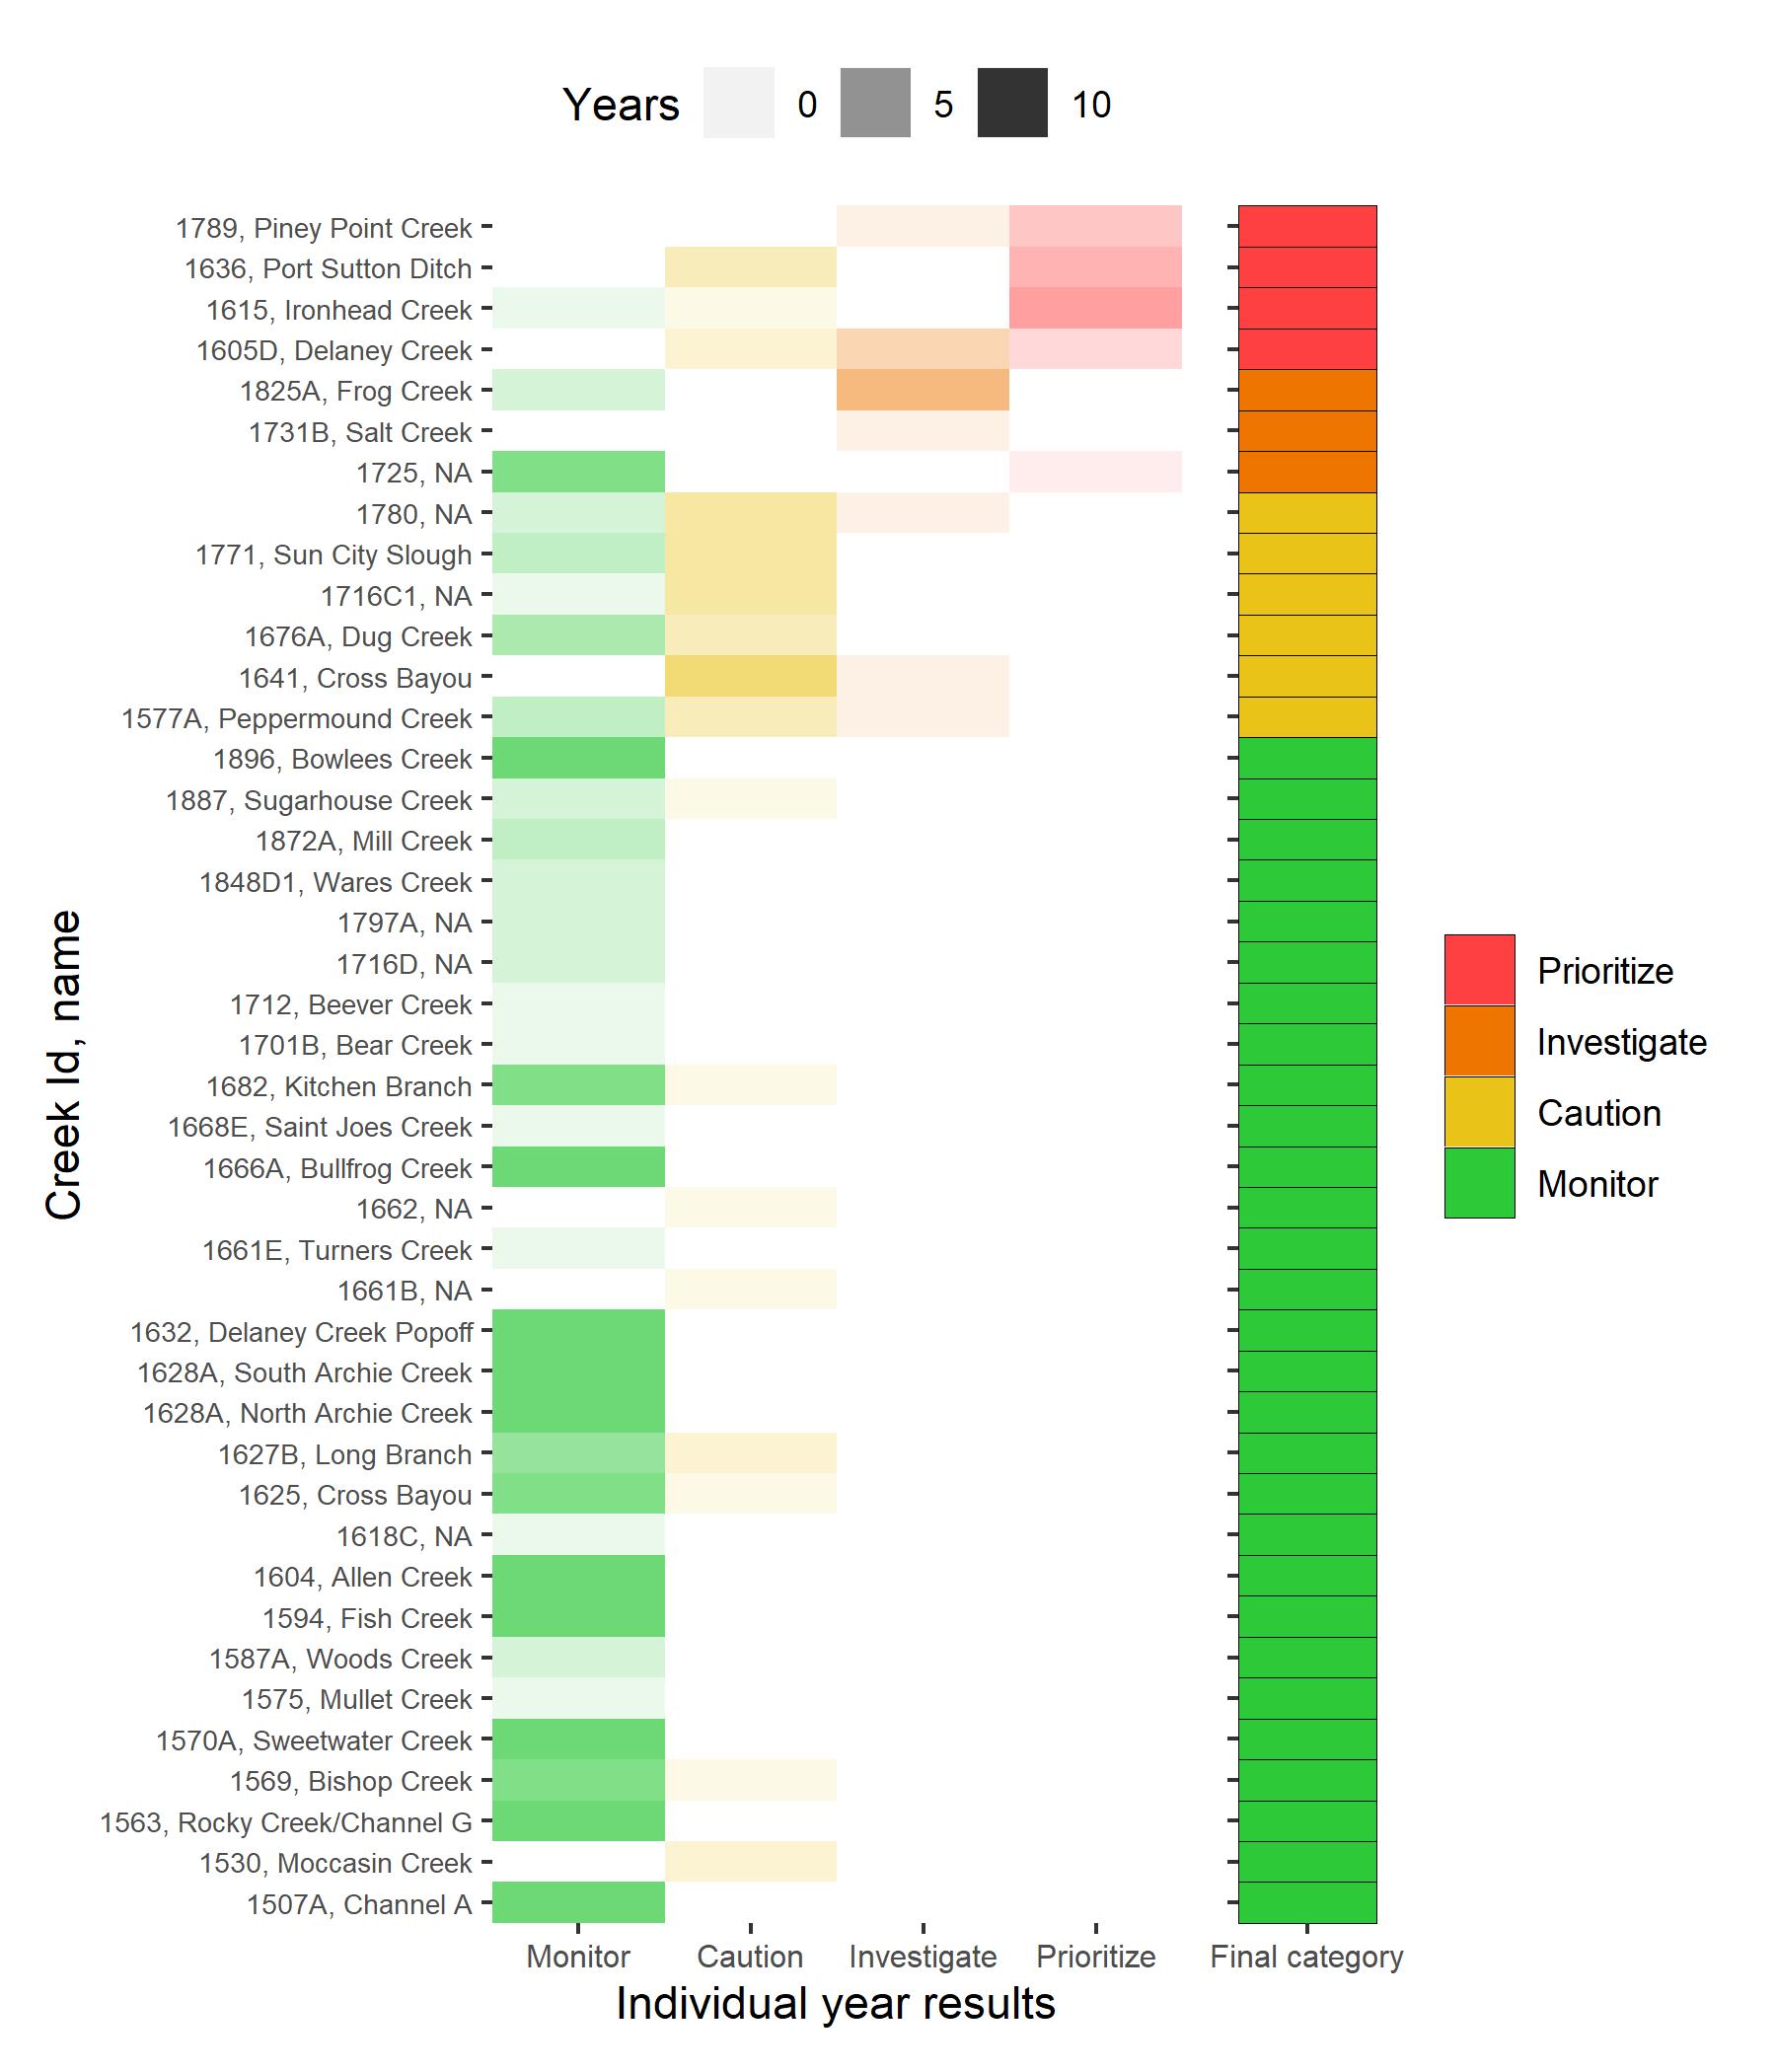 Years 0 5 10
1789, Piney Point Creek
1636, Port Sutton Ditch
1615, Ironhead Creek
1605D, Delaney Creek
1825A, Frog Creek
1731B, Salt Creek
1725, NA
1780, NA
1771, Sun City Slough
1716C1, NA
1676A, Dug Creek
1641, Cross Bayou
1577A, Peppermound Creek
1896, Bowlees Creek
1887, Sugarhouse Creek
1872A, Mill Creek
1848D1, Wares Creek
1797A, NA
1716D, NA
1712, Beever Creek
1701B, Bear Creek
1682, Kitchen Branch
1668E, Saint Joes Creek
1666A, Bullfrog Creek
1662, NA
1661E, Turners Creek
1661B, NA
1632, Delaney Creek Popoff
1628A, South Archie Creek
1628A, North Archie Creek
1627B, Long Branch
1625, Cross Bayou
1618C, NA
1604, Allen Creek
1594, Fish Creek
1587A, Woods Creek
1575, Mullet Creek
1570A, Sweetwater Creek
1569, Bishop Creek
1563, Rocky Creek/Channel G
1530, Moccasin Creek
1507A, Channel A
Creek Id, name
Monitor Caution Investigate Prioritize Final category
Individual year results
Prioritize
Investigate
Caution
Monitor